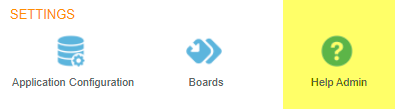 SETTINGS
Application Configuration
Boards
Help Admin